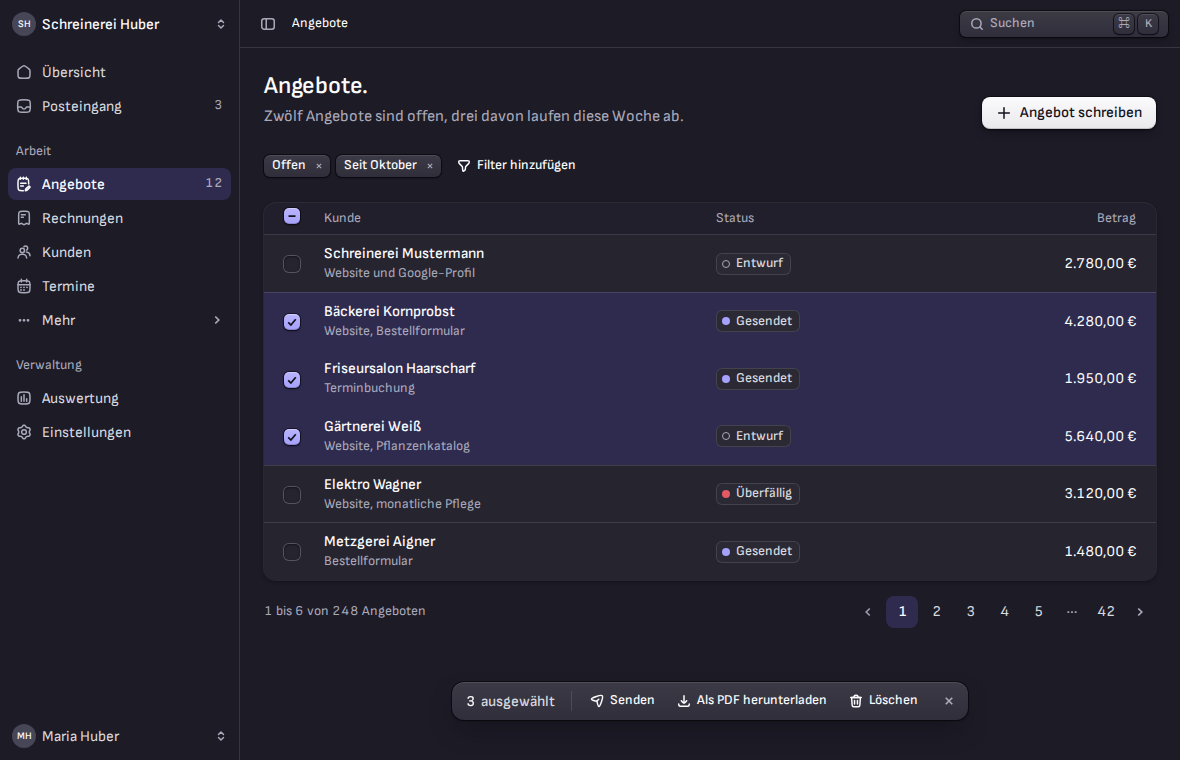 SH Schreinerei Huber
Angebote
Suchen ⌘ K
Übersicht
Posteingang 3
Arbeit
Angebote 12
Rechnungen
Kunden
Termine
Mehr
Verwaltung
Auswertung
Einstellungen
MH Maria Huber
Angebote.
Zwölf Angebote sind offen, drei davon laufen diese Woche ab.
Angebot schreiben
Offen × Seit Oktober × Filter hinzufügen
Kunde Status Betrag
Schreinerei Mustermann
Website und Google-Profil
Entwurf
2.780,00 €
Bäckerei Kornprobst
Website, Bestellformular
Gesendet
4.280,00 €
Friseursalon Haarscharf
Terminbuchung
Gesendet
1.950,00 €
Gärtnerei Weiß
Website, Pflanzenkatalog
Entwurf
5.640,00 €
Elektro Wagner
Website, monatliche Pflege
Überfällig
3.120,00 €
Metzgerei Aigner
Bestellformular
Gesendet
1.480,00 €
1 bis 6 von 248 Angeboten
1 2 3 4 5 ... 42
3 ausgewählt Senden Als PDF herunterladen Löschen ×